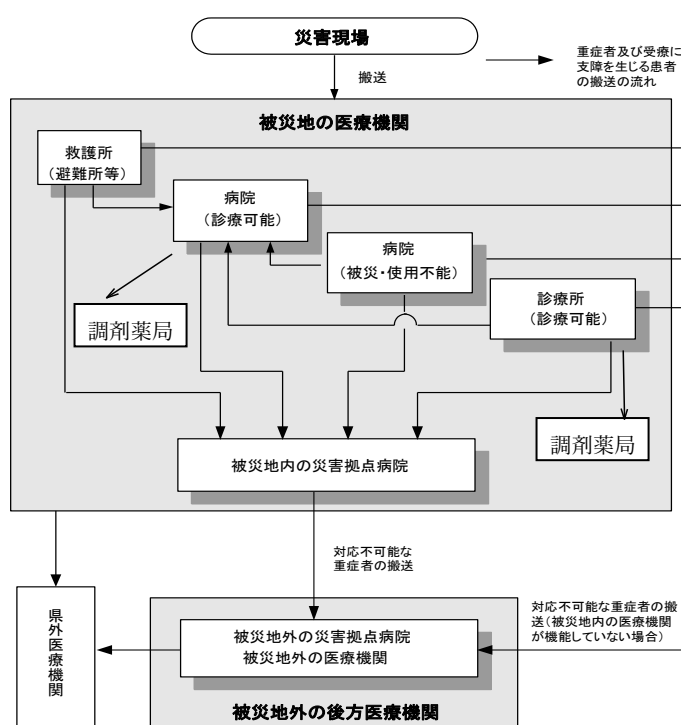 災害現場
搬送
重症者及び受療に
支障を生じる患者
の搬送の流れ
被災地の医療機関
救護所
（避難所等）
病院
（診療可能）
病院
（被災・使用不能）
診療所
（診療可能）
調剤薬局
調剤薬局
被災地内の災害拠点病院
対応不可能な
重症者の搬送
県外医療機関
被災地外の災害拠点病院
被災地外の医療機関
対応不可能な重症者の搬
送（被災地内の医療機関
が機能していない場合）
被災地外の後方医療機関